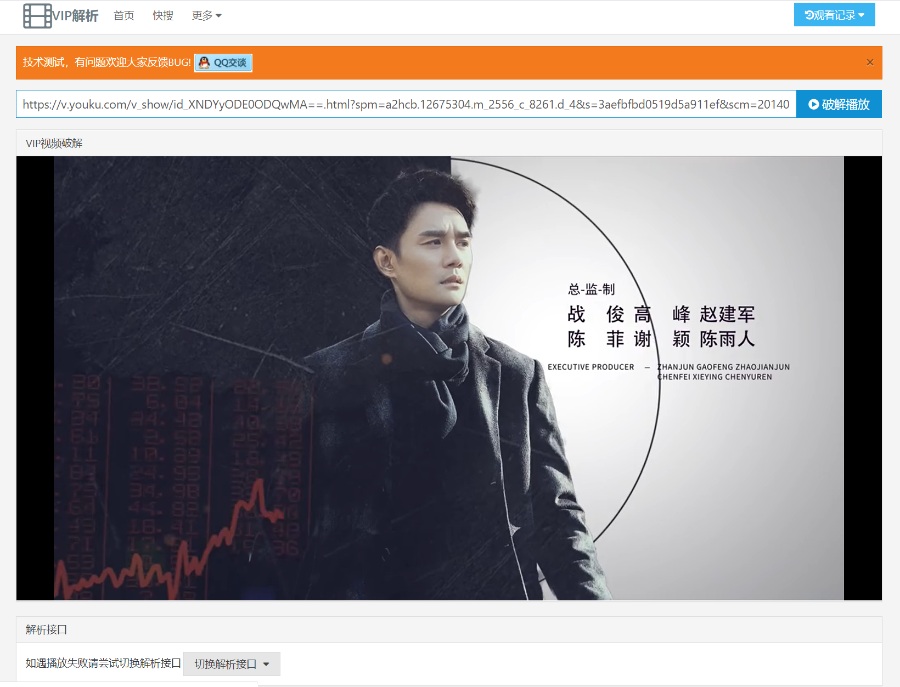 VIP解析 首页 快搜 更多
观看记录
技术测试，有问题欢迎大家反馈BUG! QQ交谈 ×
https://v.youku.com/v_show/id_XNDYyODE0ODQwMA==.html?spm=a2hcb.12675304.m_2556_c_8261.d_4&s=3aefbfbd0519d5a911ef&scm=20140 破解播放
VIP视频破解
总-监-制
战 俊 高 峰 赵建军
陈 菲 谢 颖 陈雨人
EXECUTIVE PRODUCER — ZHANJUN GAOFENG ZHAOJIANJUN
CHENFEI XIEYING CHENYUREN
解析接口
如遇播放失败请尝试切换解析接口 切换解析接口